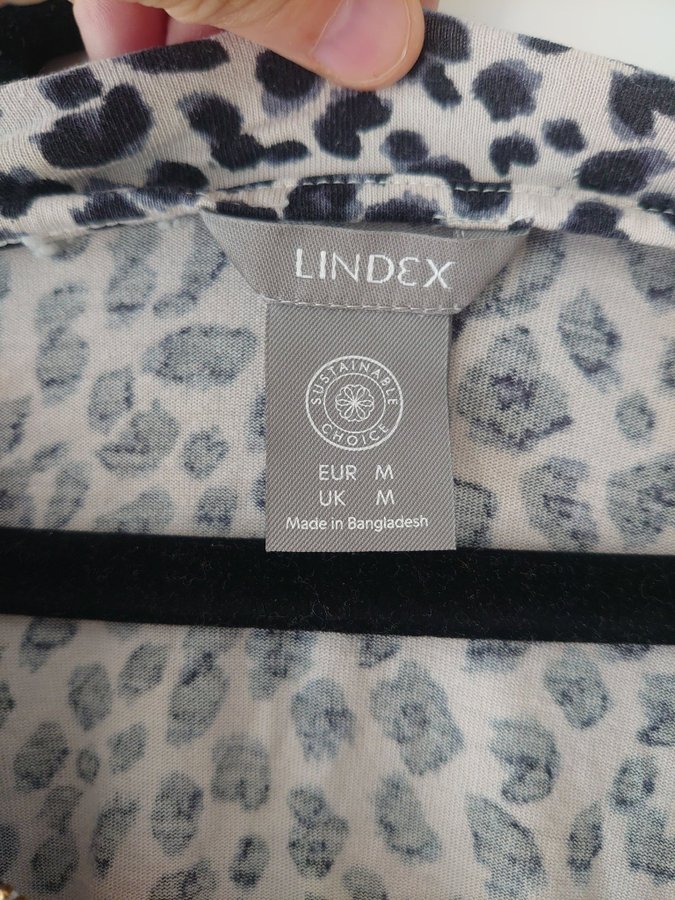 LINDEX
SUSTAINABLE
CHOICE
EUR M
UK M
Made in Bangladesh